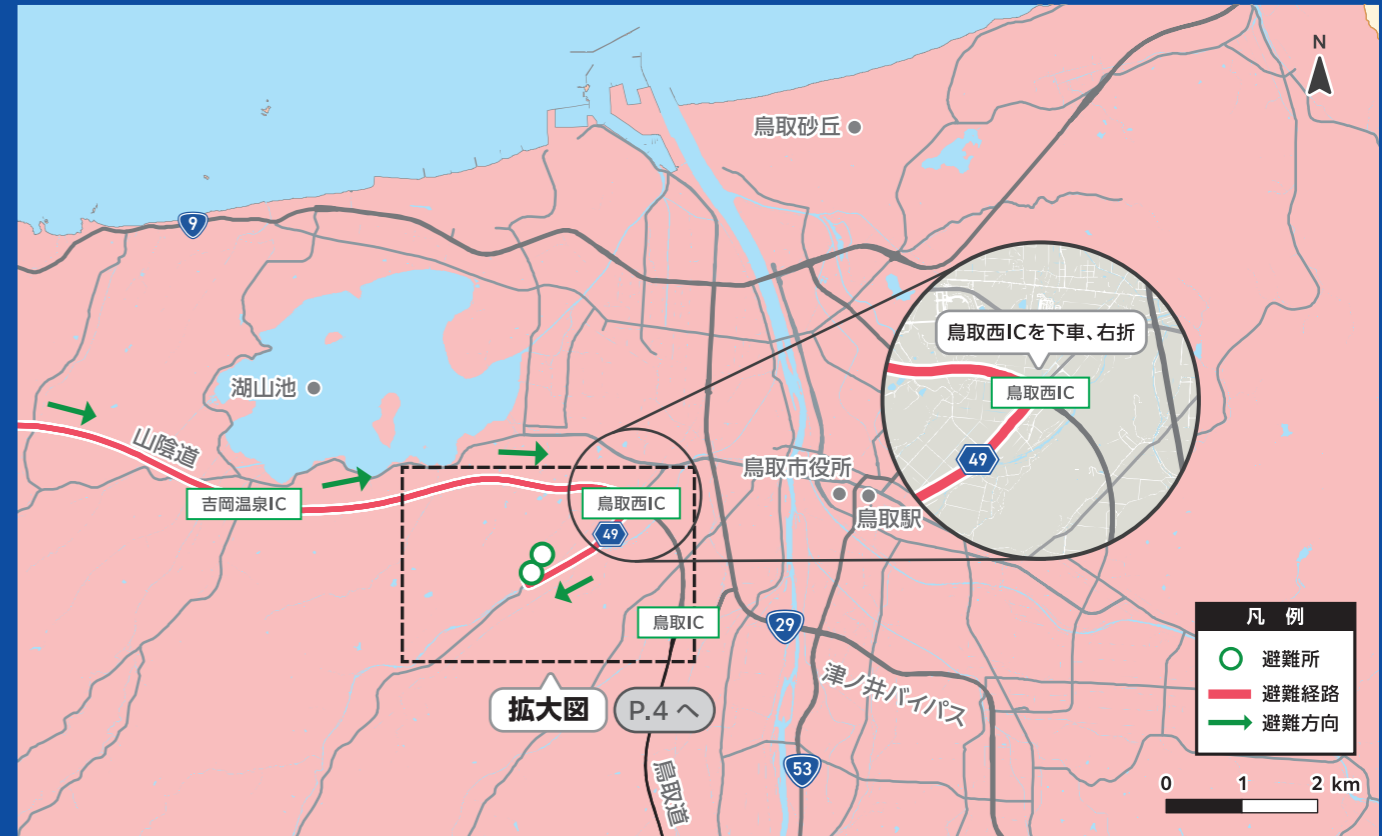 N
鳥取砂丘
9
鳥取西ICを下車、右折
鳥取西IC
49
湖山池
山陰道
吉岡温泉IC
鳥取西IC
49
鳥取市役所
鳥取駅
鳥取IC
29
津ノ井バイパス
拡大図
P.4 へ
鳥取道
53
凡 例
避難所
避難経路
避難方向
0 1 2 km